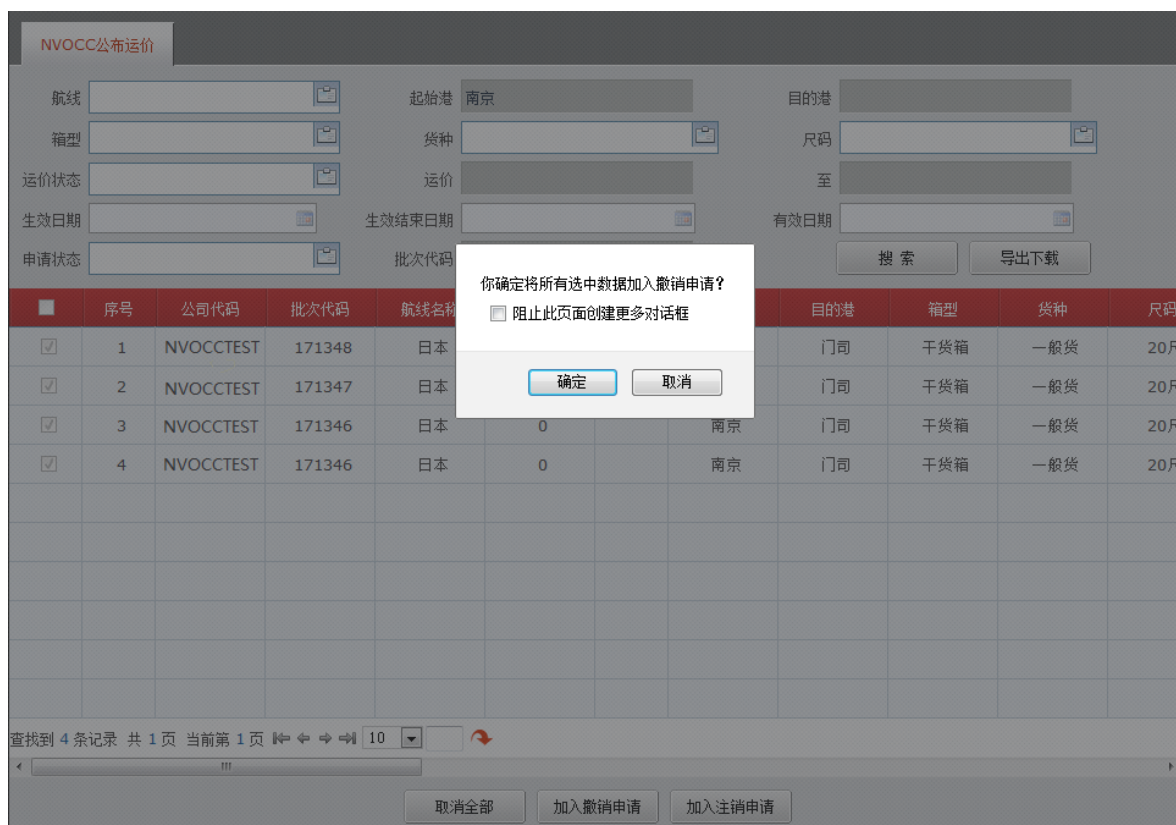 NVOCC公布运价
航线 起始港 南京 目的港
箱型 货种 尺码
运价状态 运价 至
生效日期 生效结束日期 有效日期
申请状态 批次代码 搜 索 导出下载
你确定将所有选中数据加入撤销申请?
阻止此页面创建更多对话框
确定 取消
序号 公司代码 批次代码 航线名称 目的港 箱型 货种 尺码
1 NVOCCTEST 171348 日本 门司 干货箱 一般货 20尺
2 NVOCCTEST 171347 日本 门司 干货箱 一般货 20尺
3 NVOCCTEST 171346 日本 0 南京 门司 干货箱 一般货 20尺
4 NVOCCTEST 171346 日本 0 南京 门司 干货箱 一般货 20尺
查找到 4 条记录 共 1 页 当前第 1 页 10
取消全部 加入撤销申请 加入注销申请